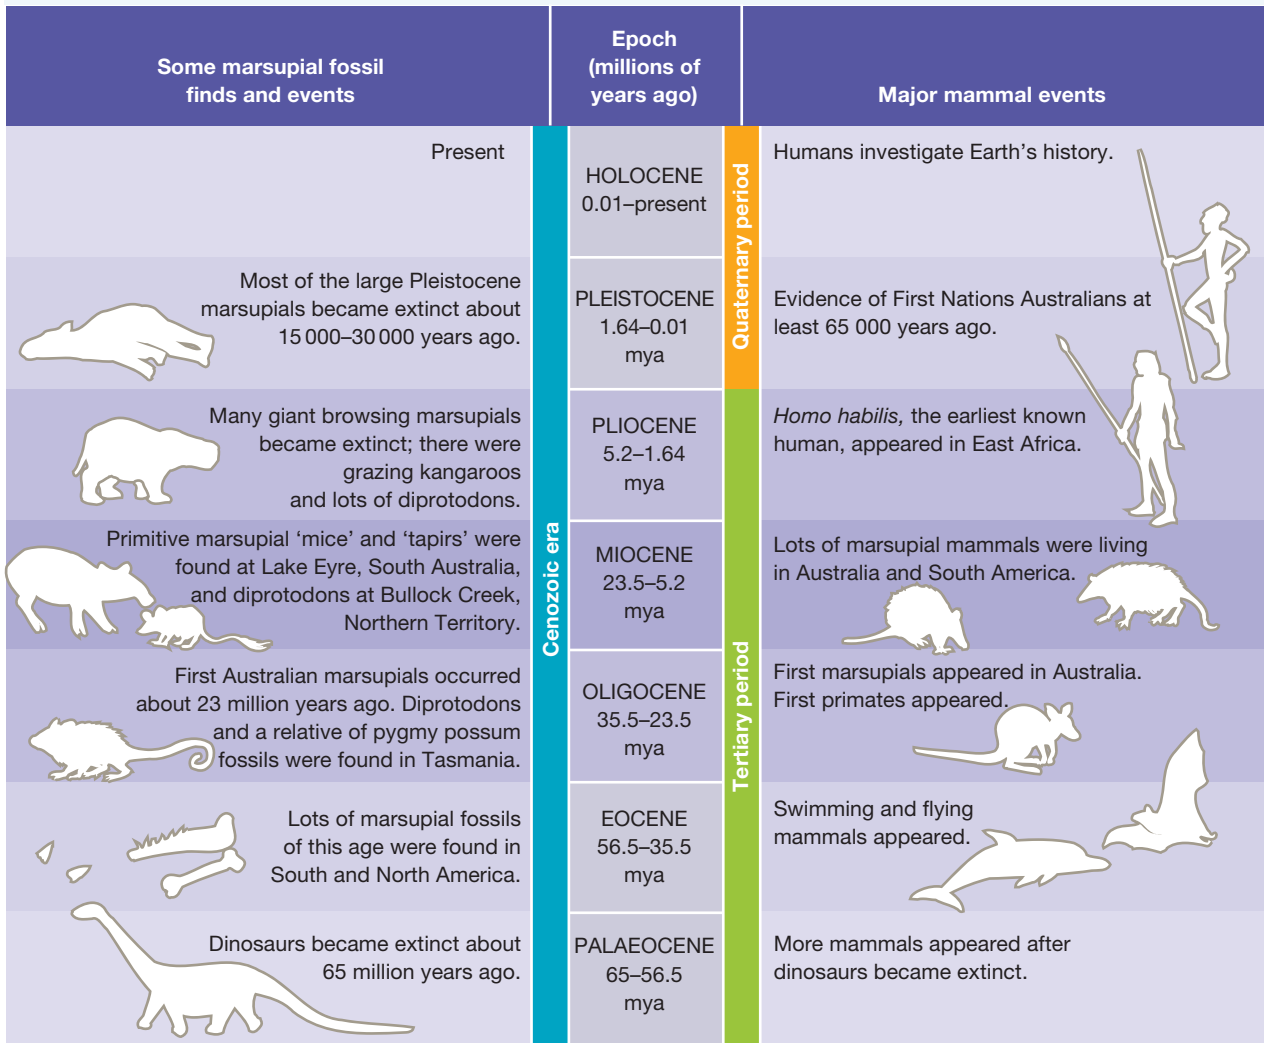 Some marsupial fossil
finds and events
Epoch
(millions of
years ago)
Major mammal events
Present
HOLOCENE
0.01–present
Humans investigate Earth’s history.
Most of the large Pleistocene
marsupials became extinct about
15 000–30 000 years ago.
PLEISTOCENE
1.64–0.01
mya
Evidence of First Nations Australians at
least 65 000 years ago.
Quaternary period
Many giant browsing marsupials
became extinct; there were
grazing kangaroos
and lots of diprotodons.
PLIOCENE
5.2–1.64
mya
Homo habilis, the earliest known
human, appeared in East Africa.
Primitive marsupial ‘mice’ and ‘tapirs’ were
found at Lake Eyre, South Australia,
and diprotodons at Bullock Creek,
Northern Territory.
Cenozoic era
MIOCENE
23.5–5.2
mya
Lots of marsupial mammals were living
in Australia and South America.
First Australian marsupials occurred
about 23 million years ago. Diprotodons
and a relative of pygmy possum
fossils were found in Tasmania.
OLIGOCENE
35.5–23.5
mya
Tertiary period
First marsupials appeared in Australia.
First primates appeared.
Lots of marsupial fossils
of this age were found in
South and North America.
EOCENE
56.5–35.5
mya
Swimming and flying
mammals appeared.
Dinosaurs became extinct about
65 million years ago.
PALAEOCENE
65–56.5
mya
More mammals appeared after
dinosaurs became extinct.